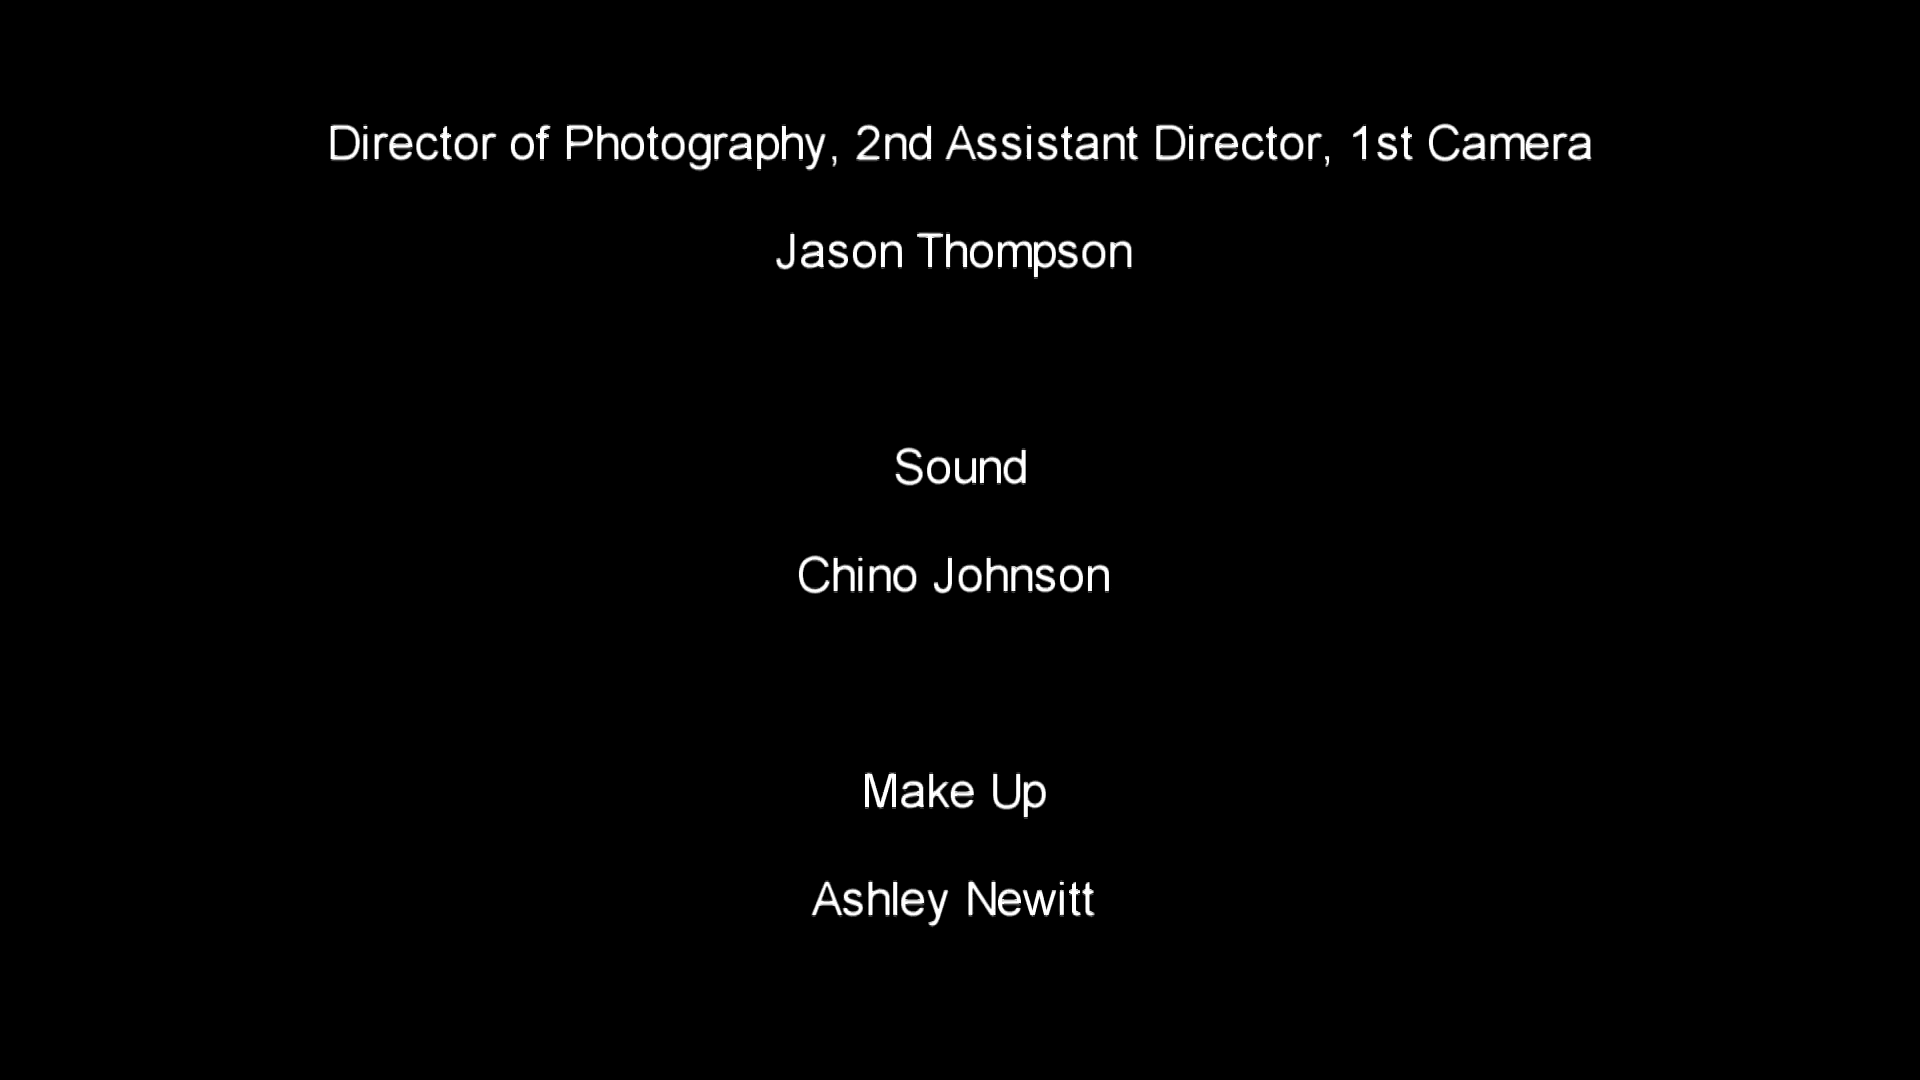 Director of Photography, 2nd Assistant Director, 1st Camera
Jason Thompson
Sound
Chino Johnson
Make Up
Ashley Newitt